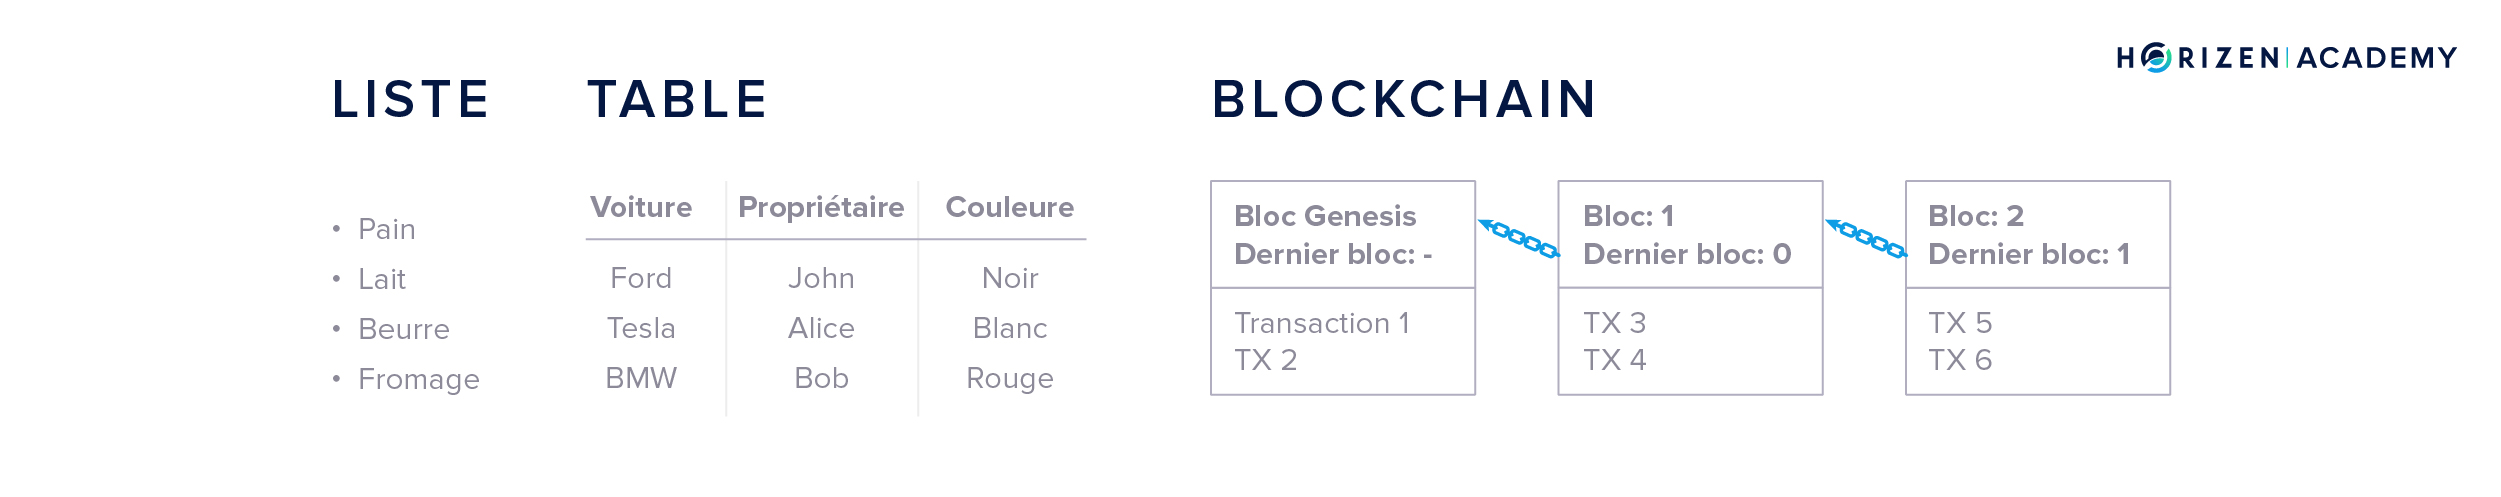 HORIZEN ACADEMY
LISTE
• Pain
• Lait
• Beurre
• Fromage
TABLE
Voiture Propriétaire Couleure
Ford John Noir
Tesla Alice Blanc
BMW Bob Rouge
BLOCKCHAIN
Bloc Genesis
Dernier bloc: -
Transaction 1
TX 2
Bloc: 1
Dernier bloc: 0
TX 3
TX 4
Bloc: 2
Dernier bloc: 1
TX 5
TX 6